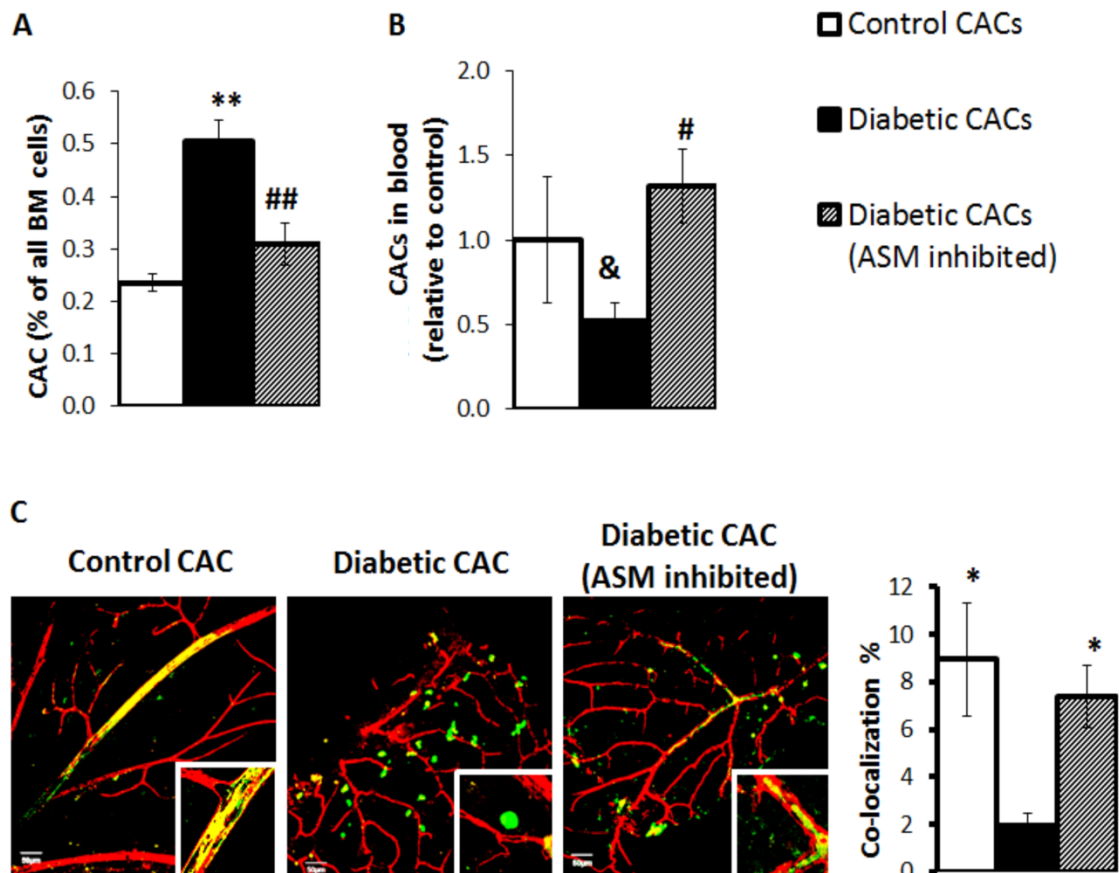 A
CAC (% of all BM cells)
0.6
0.5
0.4
0.3
0.2
0.1
0.0
**
##
B
CACs in blood
(relative to control)
2.0
1.5
1.0
0.5
0.0
&
#
Control CACs
Diabetic CACs
Diabetic CACs
(ASM inhibited)
C
Control CAC
Diabetic CAC
Diabetic CAC
(ASM inhibited)
50µm
50µm
50µm
Co-localization %
12
10
8
6
4
2
0
*
*